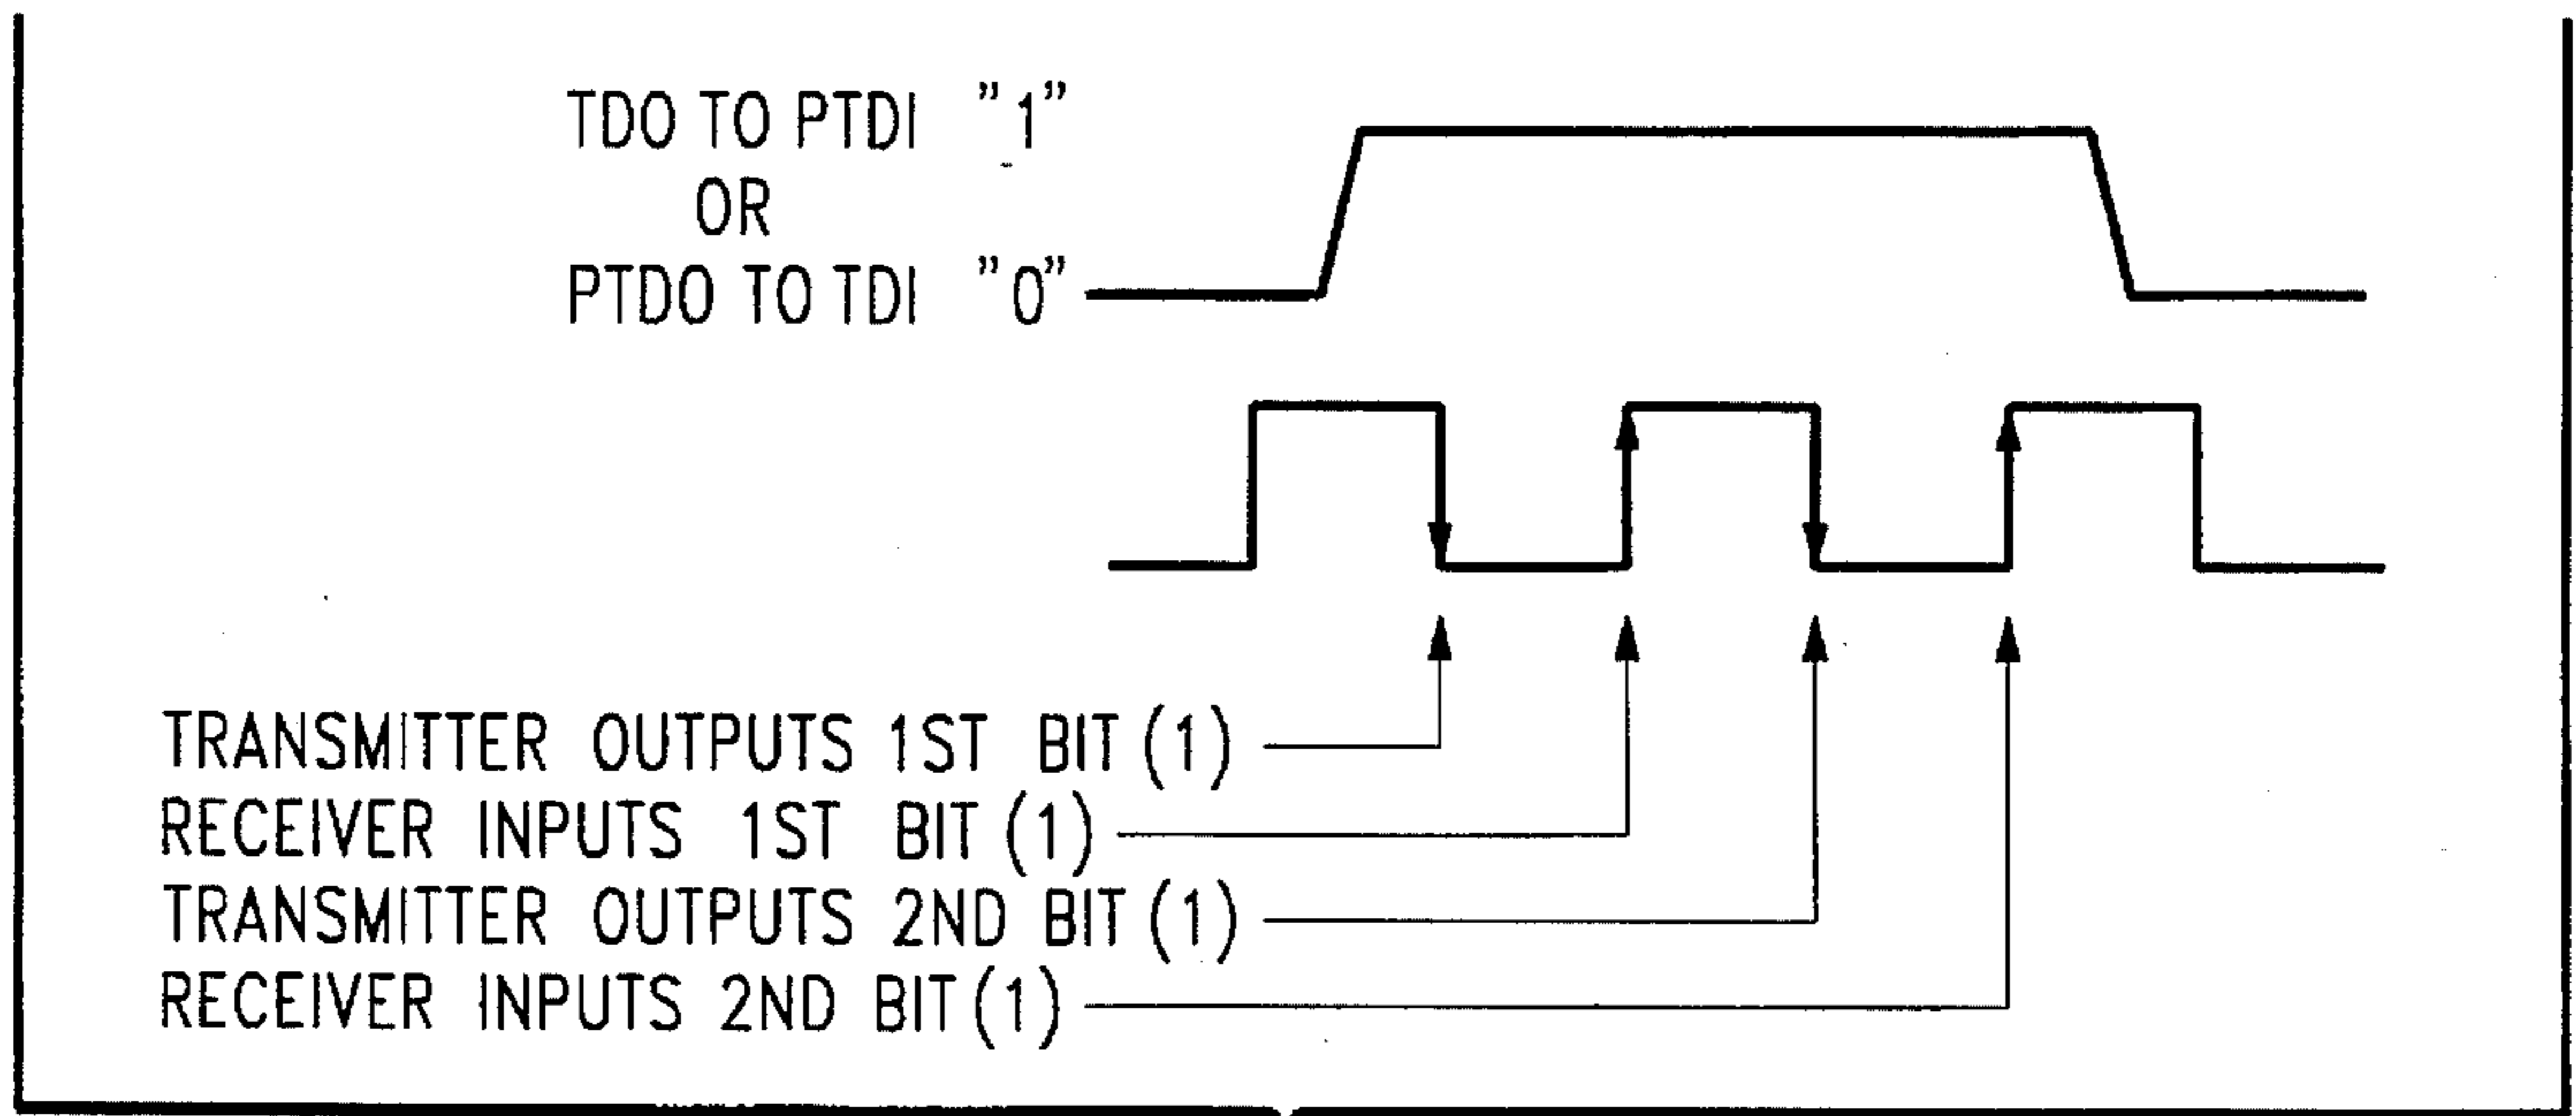 TDO TO PTDI "1"
OR
PTDO TO TDI "0"
TRANSMITTER OUTPUTS 1ST BIT (1)
RECEIVER INPUTS 1ST BIT (1)
TRANSMITTER OUTPUTS 2ND BIT (1)
RECEIVER INPUTS 2ND BIT (1)